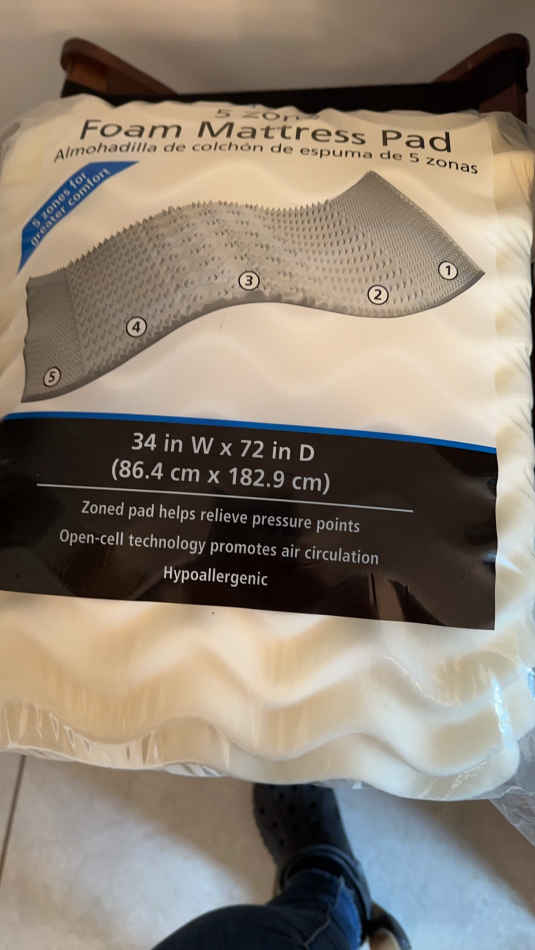 5 Zone
Foam Mattress Pad
Almohadilla de colchón de espuma de 5 zonas
5 zones for
greater comfort
1
2
3
4
5
34 in W x 72 in D
(86.4 cm x 182.9 cm)
Zoned pad helps relieve pressure points
Open-cell technology promotes air circulation
Hypoallergenic